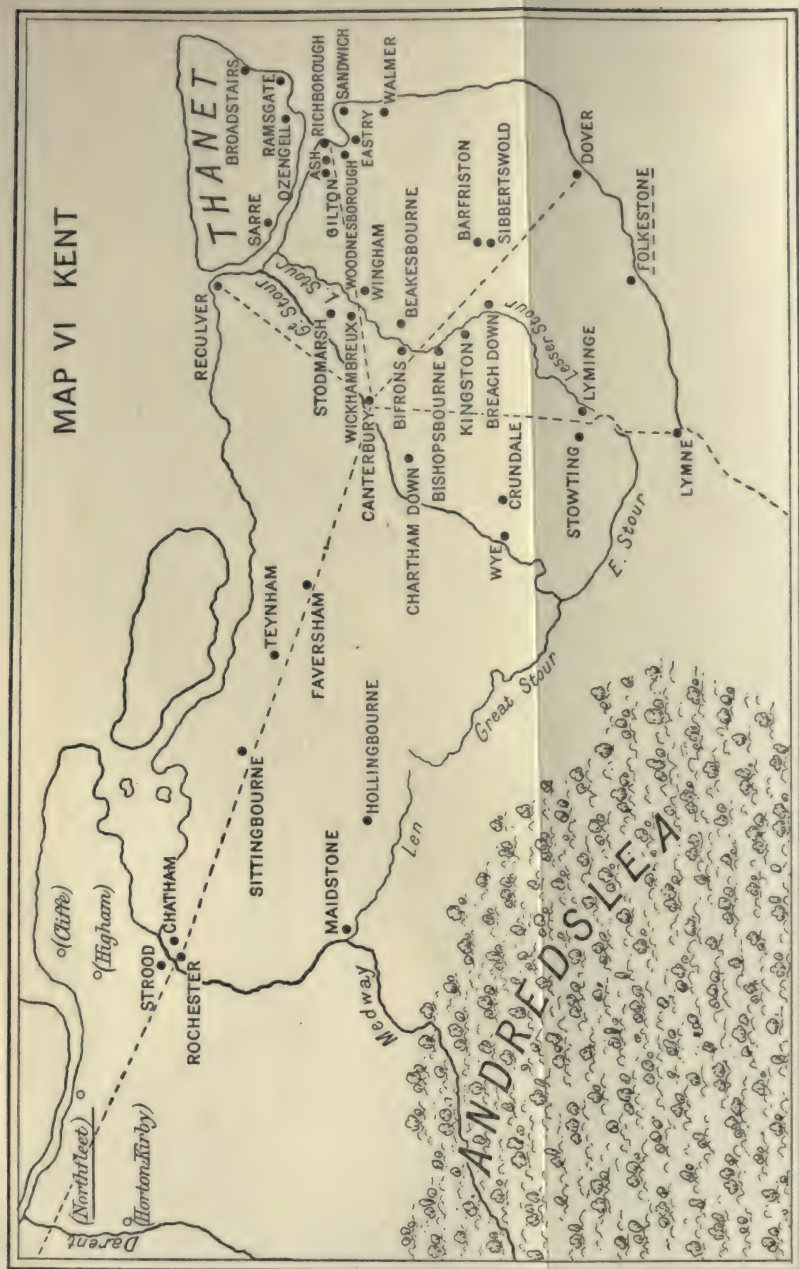 MAP VI KENT
THANET
BROADSTAIRS
RAMSGATE
OZENGELL
SARRE
RICHBOROUGH
SANDWICH
ASH
GILTON
WOODNESBOROUGH
EASTRY
WALMER
RECULVER
Gt. Stour
L. Stour
STODMARSH
WICKHAMBREUX
WINGHAM
CANTERBURY
BIFRONS
BEAKESBOURNE
BISHOPSBOURNE
KINGSTON
BREACH DOWN
BARFRISTON
SIBBERTSWOLD
DOVER
FOLKESTONE
Lesser Stour
LYMINGE
STOWTING
LYMNE
E. Stour
CHARTHAM DOWN
CRUNDALE
WYE
Great Stour
TEYNHAM
FAVERSHAM
SITTINGBOURNE
HOLLINGBOURNE
Len
MAIDSTONE
Medway
(Cliffe)
(Higham)
CHATHAM
STROOD
ROCHESTER
(Northfleet)
(Horton Kirby)
Darent
ANDREDSLEA